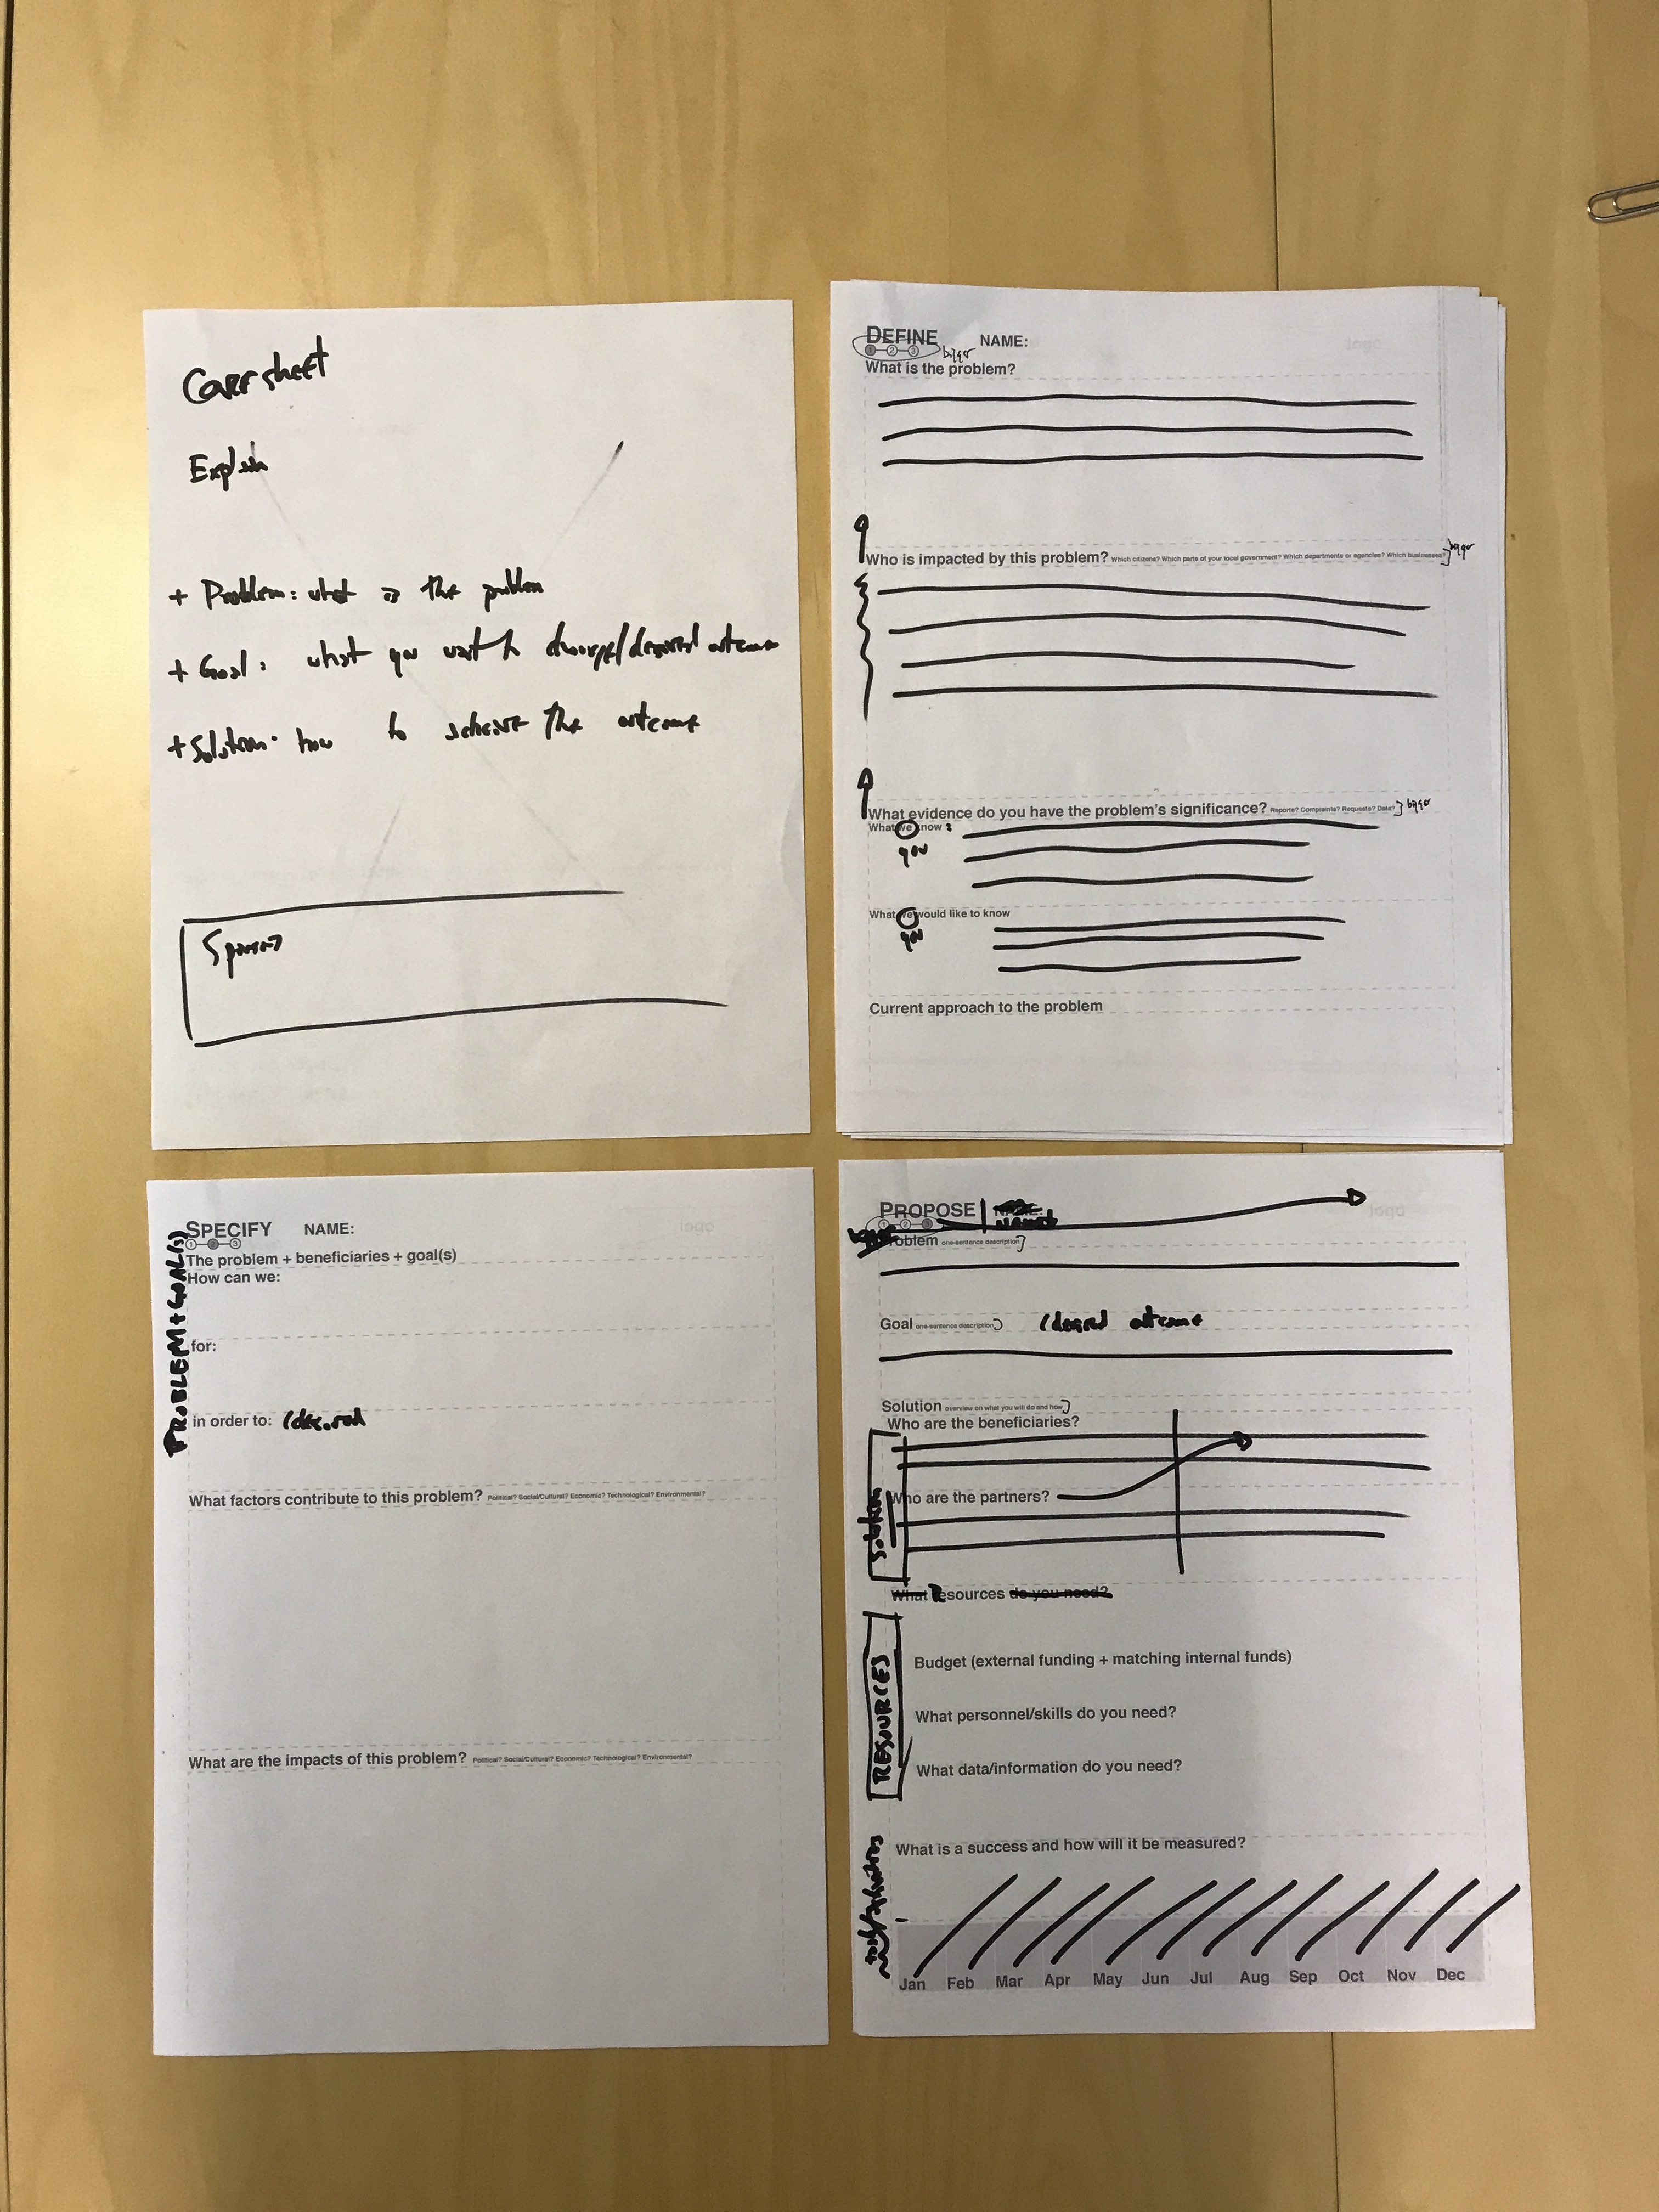 Cover sheet
Explain
+ Problem: what is the problem
+ Goal: what you want to change/desired outcome
+ Solution: how to achieve the outcome
DEFINE NAME:
1 2 3
bigger
logo
What is the problem?
Who is impacted by this problem? Which citizens? Which parts of your local government? Which departments or agencies? Which businesses? bigger
What evidence do you have the problem's significance? Reports? Complaints? Requests? Data? bigger
What we know :
you
What we would like to know
you
Current approach to the problem
SPECIFY NAME:
1 2 3
logo
PROBLEM + GOAL(S)
The problem + beneficiaries + goal(s)
How can we:
for:
in order to:
What factors contribute to this problem? Political? Social/Cultural? Economic? Technological? Environmental?
What are the impacts of this problem? Political? Social/Cultural? Economic? Technological? Environmental?
PROPOSE NAME:
1 2 3
logo
Problem one-sentence description
Goal one-sentence description /desired outcome
Solution overview on what you will do and how
Who are the beneficiaries?
Solution
Who are the partners?
What Resources do you need?
RESOURCES
Budget (external funding + matching internal funds)
What personnel/skills do you need?
What data/information do you need?
What is a success and how will it be measured?
Jan Feb Mar Apr May Jun Jul Aug Sep Oct Nov Dec